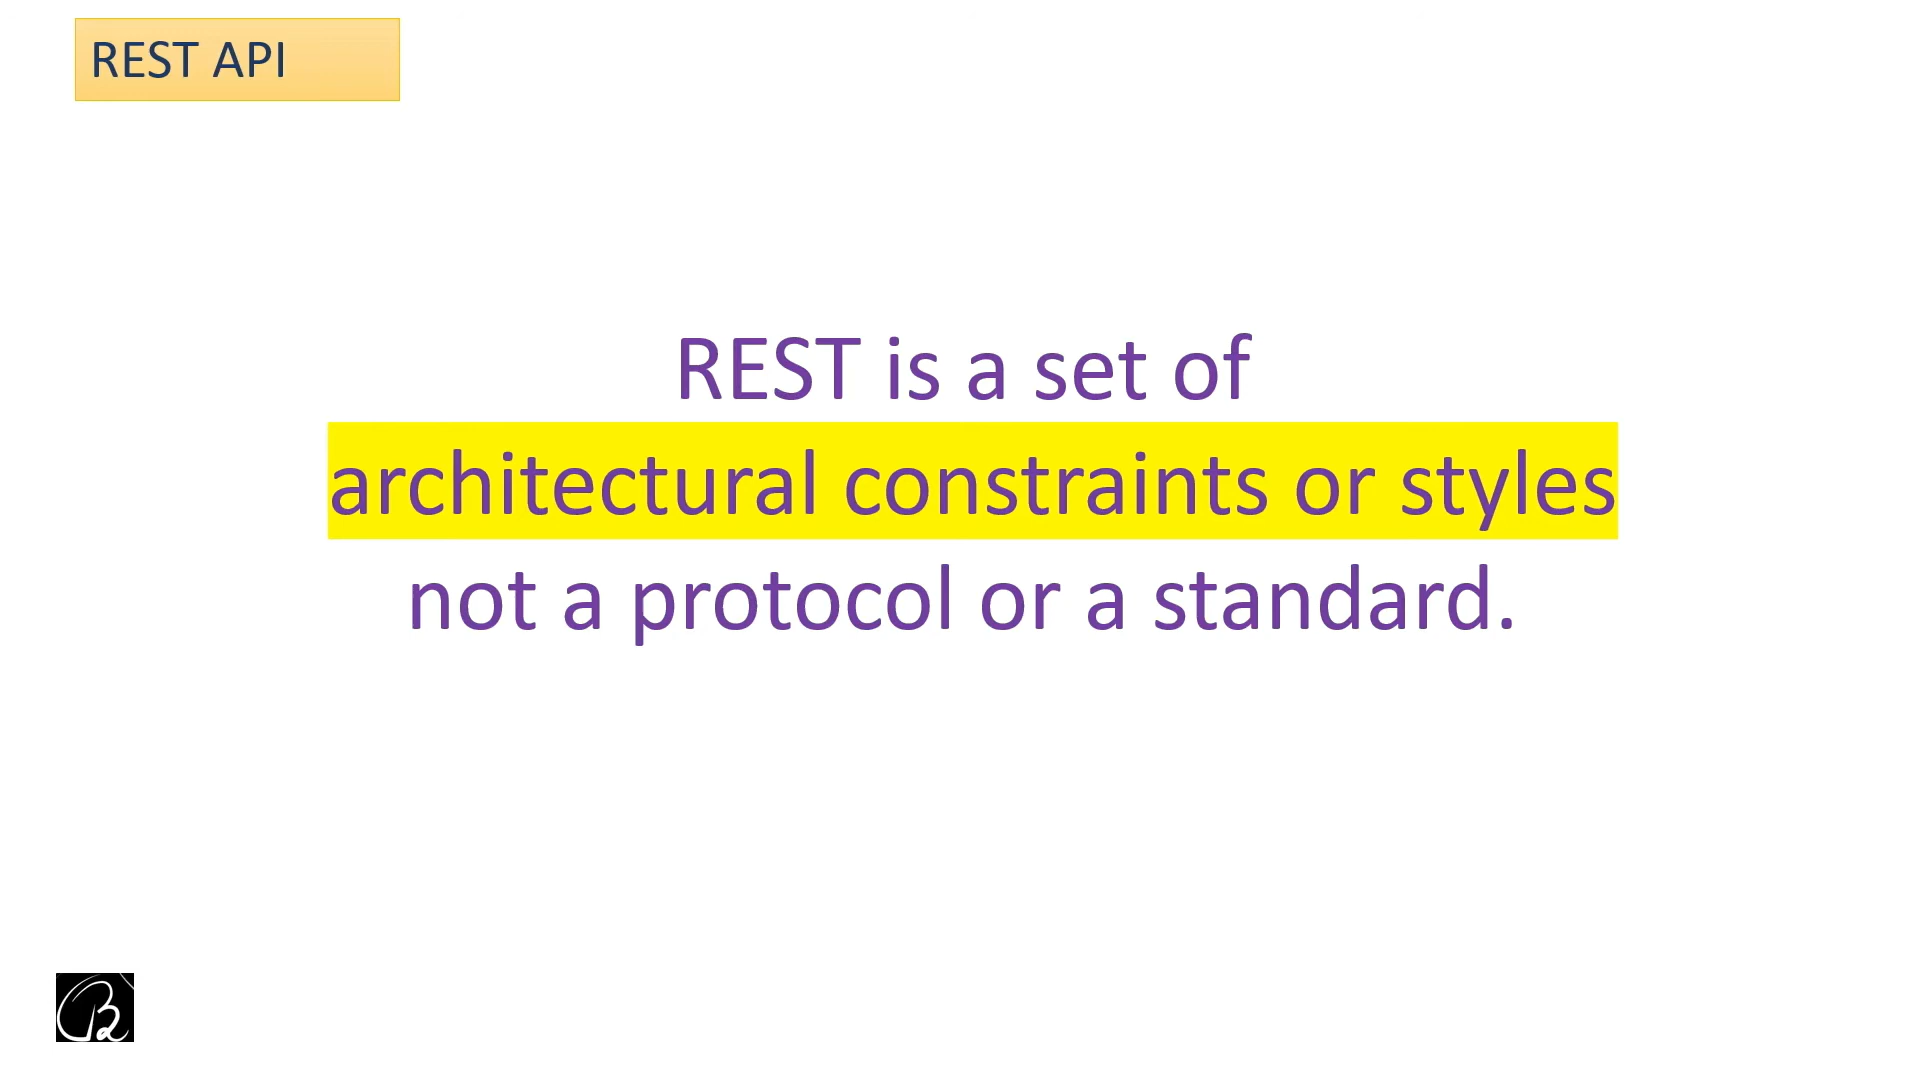 REST API
REST is a set of
architectural constraints or styles
not a protocol or a standard.